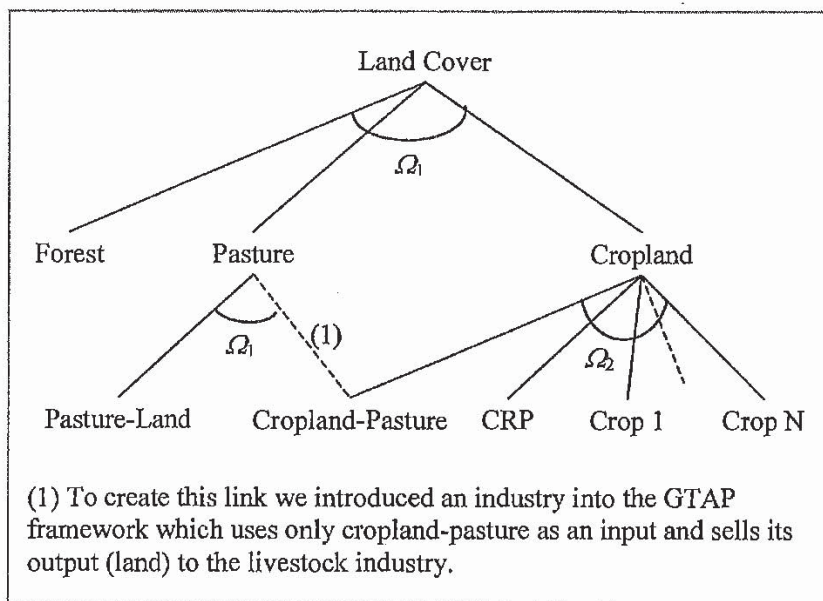 Land Cover
Ω₁
Forest Pasture Cropland
Ω₁ (1) Ω₂
Pasture-Land Cropland-Pasture CRP Crop 1 Crop N
(1) To create this link we introduced an industry into the GTAP
framework which uses only cropland-pasture as an input and sells its
output (land) to the livestock industry.